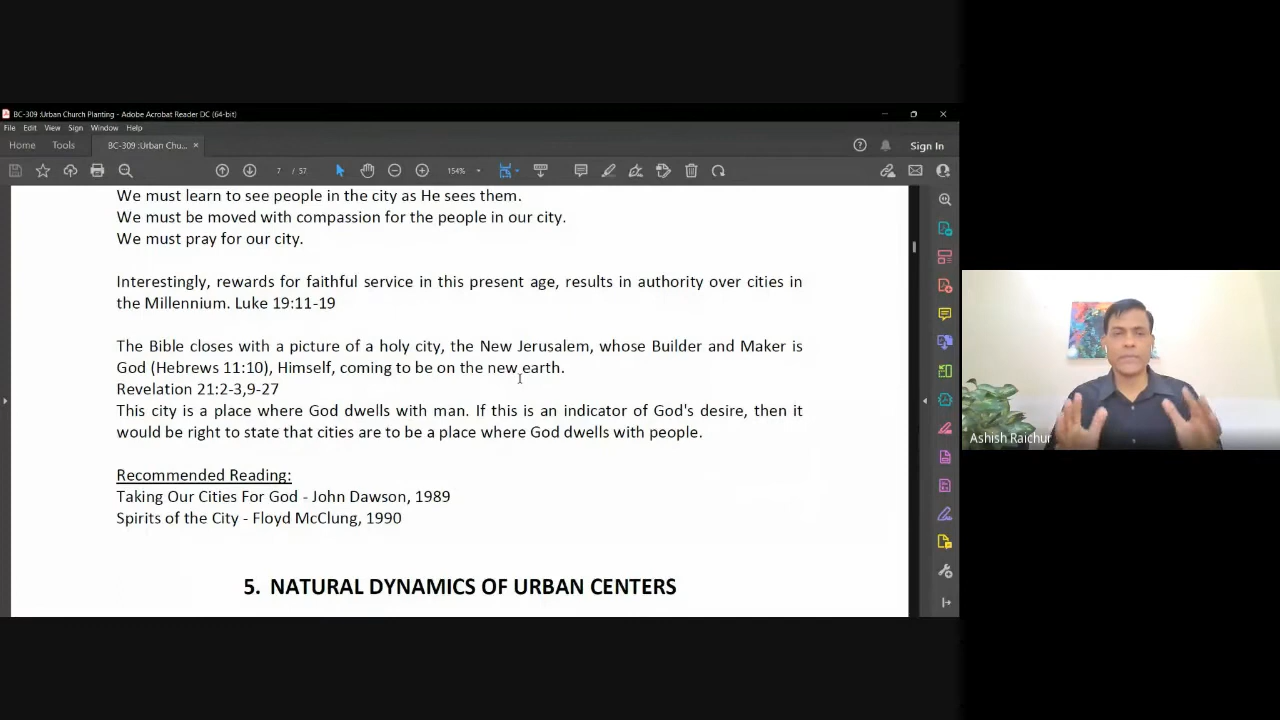 BC-309 :Urban Church Planting - Adobe Acrobat Reader DC (64-bit)
File Edit View Sign Window Help
Home Tools BC-309 :Urban Chu... × Sign In
7 / 57 154%
We must learn to see people in the city as He sees them.
We must be moved with compassion for the people in our city.
We must pray for our city.
Interestingly, rewards for faithful service in this present age, results in authority over cities in
the Millennium. Luke 19:11-19
The Bible closes with a picture of a holy city, the New Jerusalem, whose Builder and Maker is
God (Hebrews 11:10), Himself, coming to be on the new earth.
Revelation 21:2-3,9-27
This city is a place where God dwells with man. If this is an indicator of God's desire, then it
would be right to state that cities are to be a place where God dwells with people.
Recommended Reading:
Taking Our Cities For God - John Dawson, 1989
Spirits of the City - Floyd McClung, 1990
5. NATURAL DYNAMICS OF URBAN CENTERS
Ashish Raichur